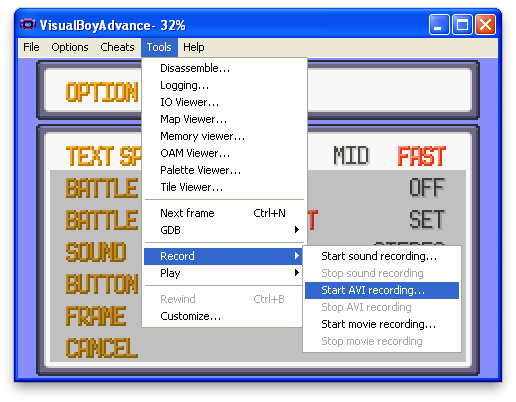 VisualBoyAdvance- 32%
File Options Cheats Tools Help
OPTION
TEXT SP MID FAST
BATTLE OFF
BATTLE SET
SOUND
BUTTON
FRAME
CANCEL
Disassemble...
Logging...
IO Viewer...
Map Viewer...
Memory viewer...
OAM Viewer...
Palette Viewer...
Tile Viewer...
Next frame Ctrl+N
GDB
Record
Play
Rewind Ctrl+B
Customize...
Start sound recording...
Stop sound recording
Start AVI recording...
Stop AVI recording
Start movie recording...
Stop movie recording